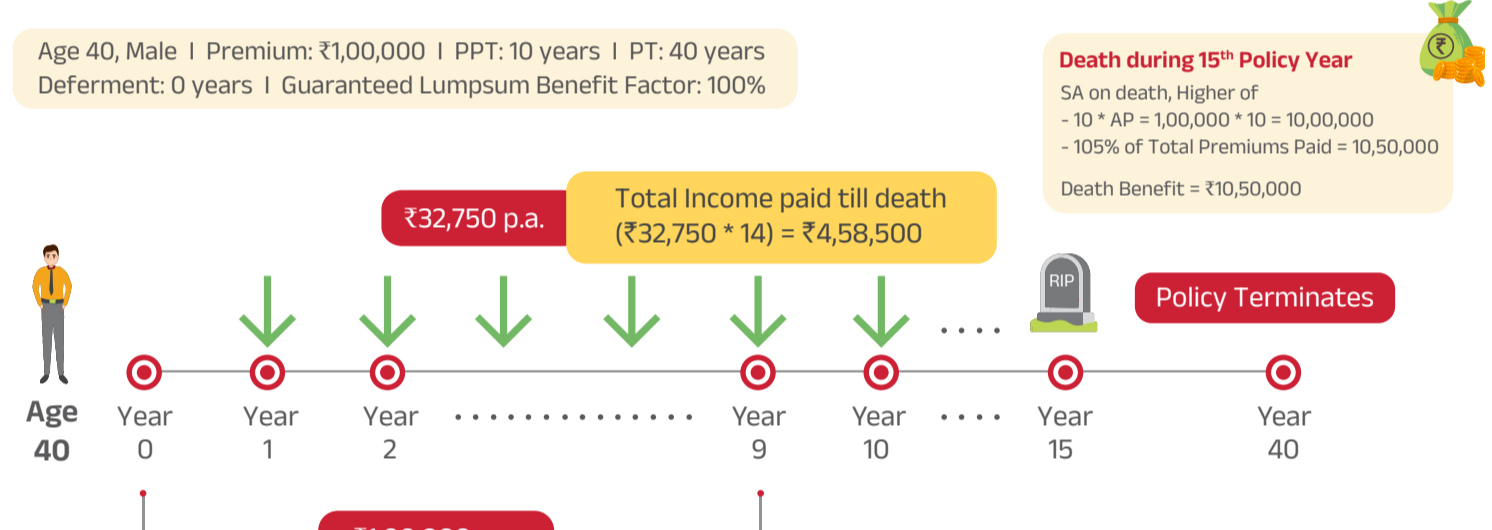 Age 40, Male I Premium: ₹1,00,000 I PPT: 10 years I PT: 40 years
Deferment: 0 years I Guaranteed Lumpsum Benefit Factor: 100%
₹
Death during 15th Policy Year
SA on death, Higher of
- 10 * AP = 1,00,000 * 10 = 10,00,000
- 105% of Total Premiums Paid = 10,50,000
Death Benefit = ₹10,50,000
₹32,750 p.a.
Total Income paid till death
(₹32,750 * 14) = ₹4,58,500
RIP
Policy Terminates
Age
40
Year
0
Year
1
Year
2
Year
9
Year
10
Year
15
Year
40